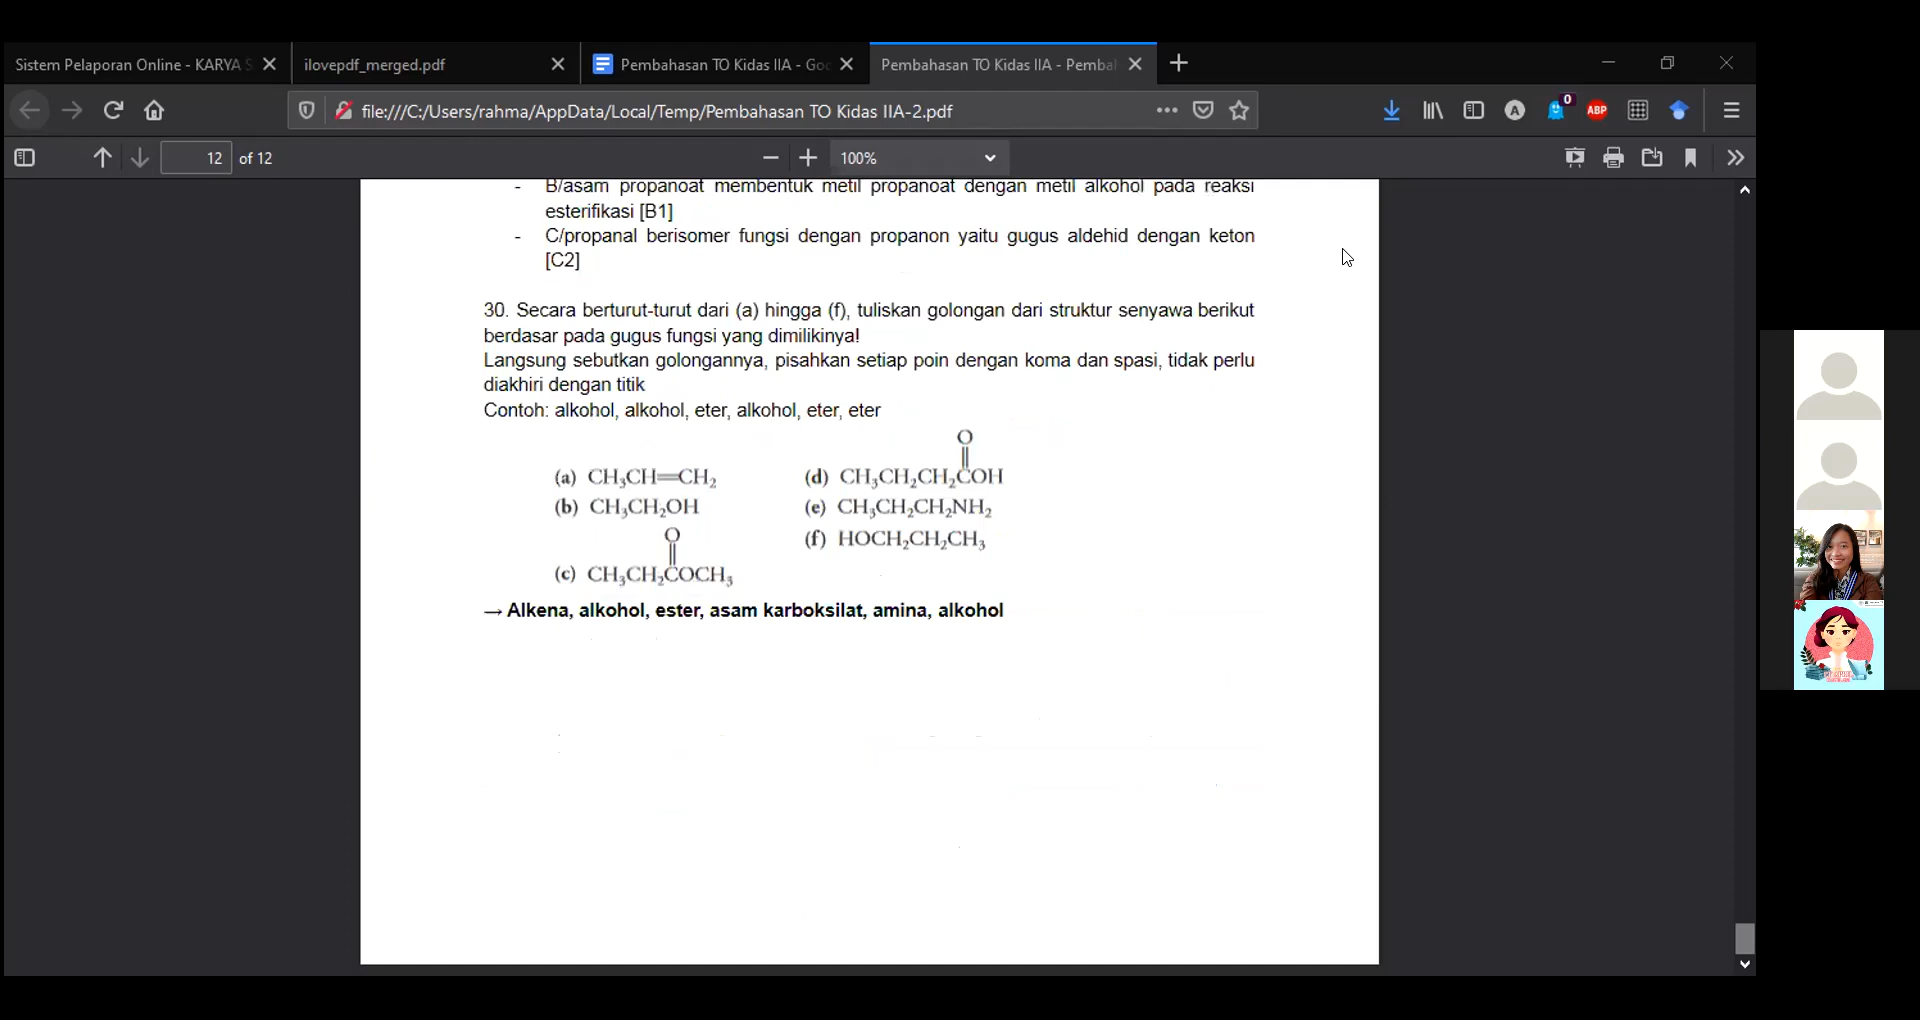 Sistem Pelaporan Online - KARYA S
ilovepdf_merged.pdf
Pembahasan TO Kidas IIA - Goo
Pembahasan TO Kidas IIA - Pembal
file:///C:/Users/rahma/AppData/Local/Temp/Pembahasan TO Kidas IIA-2.pdf
0
ABP
12 of 12
100%
- B/asam propanoat membentuk metil propanoat dengan metil alkohol pada reaksi
esterifikasi [B1]
- C/propanal berisomer fungsi dengan propanon yaitu gugus aldehid dengan keton
[C2]
30. Secara berturut-turut dari (a) hingga (f), tuliskan golongan dari struktur senyawa berikut
berdasar pada gugus fungsi yang dimilikinya!
Langsung sebutkan golongannya, pisahkan setiap poin dengan koma dan spasi, tidak perlu
diakhiri dengan titik
Contoh: alkohol, alkohol, eter, alkohol, eter, eter
(a) CH₃CH=CH₂
(b) CH₃CH₂OH
O
(c) CH₃CH₂COCH₃
O
(d) CH₃CH₂CH₂COH
(e) CH₃CH₂CH₂NH₂
(f) HOCH₂CH₂CH₃
→ Alkena, alkohol, ester, asam karboksilat, amina, alkohol